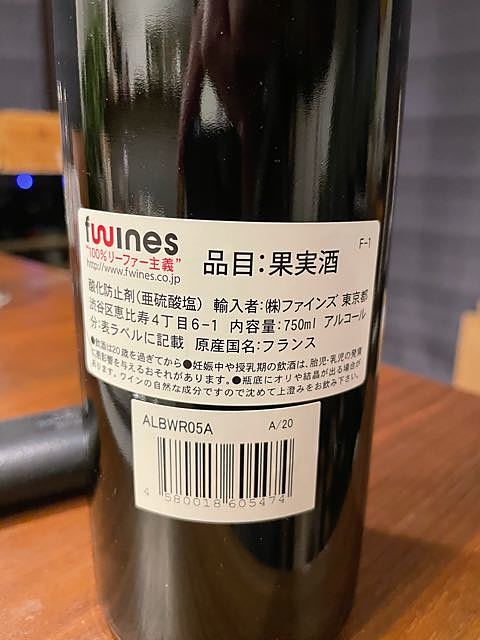 fwines
"100%リーファー主義"
http://www.fwines.co.jp
F-1
品目:果実酒
酸化防止剤(亜硫酸塩) 輸入者:㈱ファインズ 東京都
渋谷区恵比寿4丁目6-1 内容量:750ml アルコール
分:表ラベルに記載 原産国名:フランス
●飲酒は20歳を過ぎてから●妊娠中や授乳期の飲酒は、胎児・乳児の発育
に悪影響を与えるおそれがあります。●瓶底にオリや結晶が出る場合が
あります。ワインの自然な成分ですので沈めて上澄みをお飲み下さい。
ALBWR05A A/20
4 580018 605474